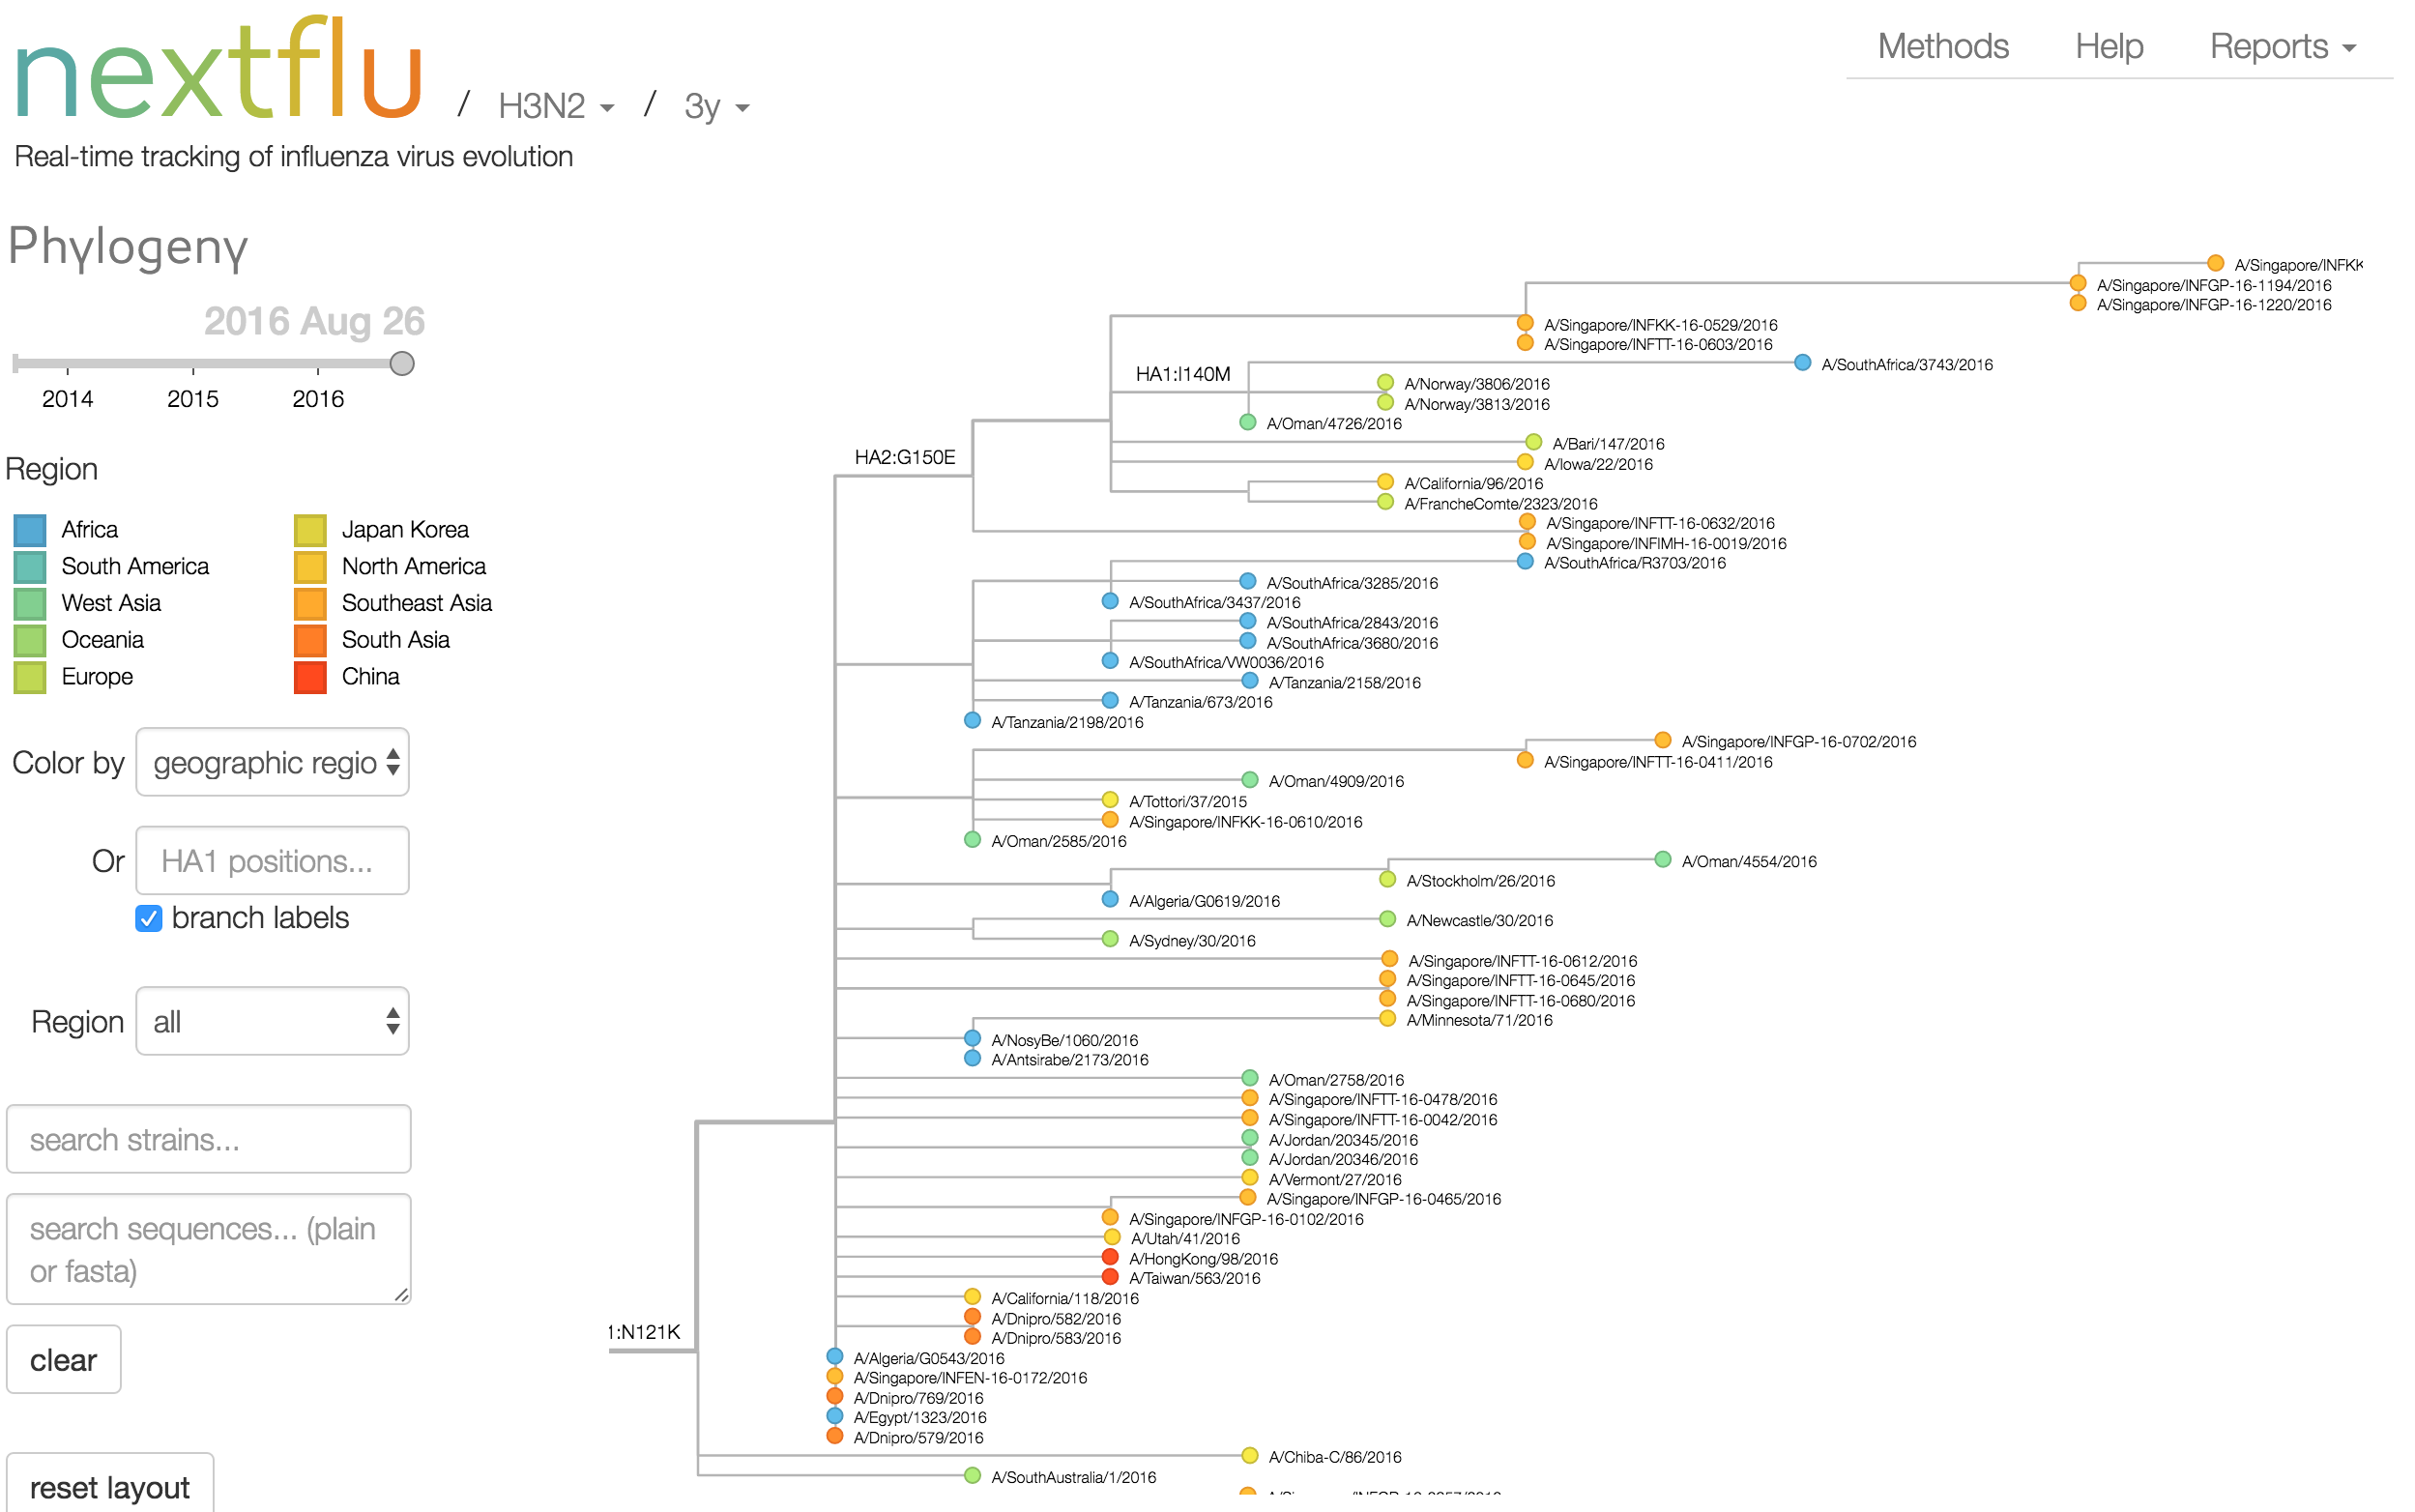 nextflu / H3N2 / 3y
Methods Help Reports
Real-time tracking of influenza virus evolution
Phylogeny
2016 Aug 26
2014 2015 2016
Region
Africa
South America
West Asia
Oceania
Europe
Japan Korea
North America
Southeast Asia
South Asia
China
Color by geographic regio
Or HA1 positions...
branch labels
Region all
search strains...
search sequences... (plain
or fasta)
clear
reset layout
A/Singapore/INFKK
A/Singapore/INFGP-16-1194/2016
A/Singapore/INFGP-16-1220/2016
A/Singapore/INFKK-16-0529/2016
A/Singapore/INFTT-16-0603/2016
A/SouthAfrica/3743/2016
HA1:I140M
A/Norway/3806/2016
A/Norway/3813/2016
A/Oman/4726/2016
A/Bari/147/2016
HA2:G150E
A/Iowa/22/2016
A/California/96/2016
A/FrancheComte/2323/2016
A/Singapore/INFTT-16-0632/2016
A/Singapore/INFIMH-16-0019/2016
A/SouthAfrica/R3703/2016
A/SouthAfrica/3285/2016
A/SouthAfrica/3437/2016
A/SouthAfrica/2843/2016
A/SouthAfrica/3680/2016
A/SouthAfrica/VW0036/2016
A/Tanzania/2158/2016
A/Tanzania/673/2016
A/Tanzania/2198/2016
A/Singapore/INFGP-16-0702/2016
A/Singapore/INFTT-16-0411/2016
A/Oman/4909/2016
A/Tottori/37/2015
A/Singapore/INFKK-16-0610/2016
A/Oman/2585/2016
A/Oman/4554/2016
A/Stockholm/26/2016
A/Algeria/G0619/2016
A/Newcastle/30/2016
A/Sydney/30/2016
A/Singapore/INFTT-16-0612/2016
A/Singapore/INFTT-16-0645/2016
A/Singapore/INFTT-16-0680/2016
A/Minnesota/71/2016
A/NosyBe/1060/2016
A/Antsirabe/2173/2016
A/Oman/2758/2016
A/Singapore/INFTT-16-0478/2016
A/Singapore/INFTT-16-0042/2016
A/Jordan/20345/2016
A/Jordan/20346/2016
A/Vermont/27/2016
A/Singapore/INFGP-16-0465/2016
A/Singapore/INFGP-16-0102/2016
A/Utah/41/2016
A/HongKong/98/2016
A/Taiwan/563/2016
A/California/118/2016
A/Dnipro/582/2016
1:N121K
A/Dnipro/583/2016
A/Algeria/G0543/2016
A/Singapore/INFEN-16-0172/2016
A/Dnipro/769/2016
A/Egypt/1323/2016
A/Dnipro/579/2016
A/Chiba-C/86/2016
A/SouthAustralia/1/2016